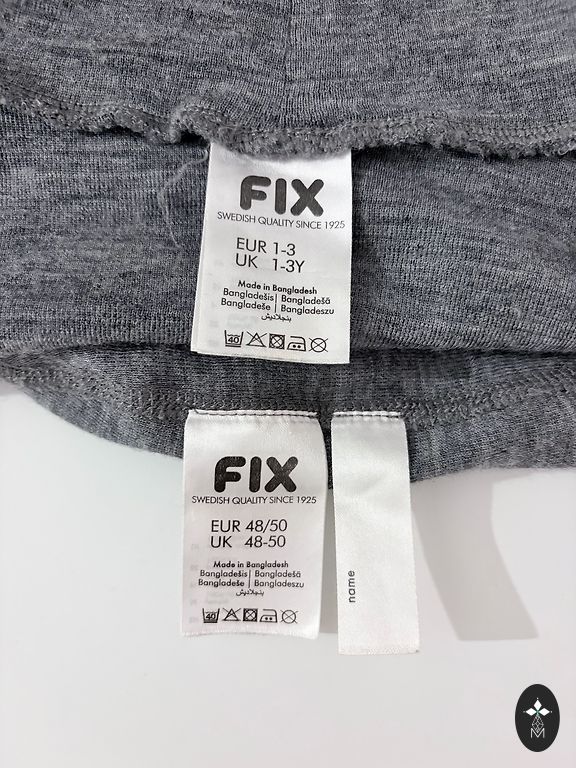 FIX
SWEDISH QUALITY SINCE 1925
EUR 1-3
UK 1-3Y
Made in Bangladesh
Bangladešis | Bangladešā
Bangladeše | Bangladeszu
بنجلاديش
40
FIX
SWEDISH QUALITY SINCE 1925
EUR 48/50
UK 48-50
Made in Bangladesh
Bangladešis | Bangladešā
Bangladeše | Bangladeszu
بنجلاديش
40
name
M